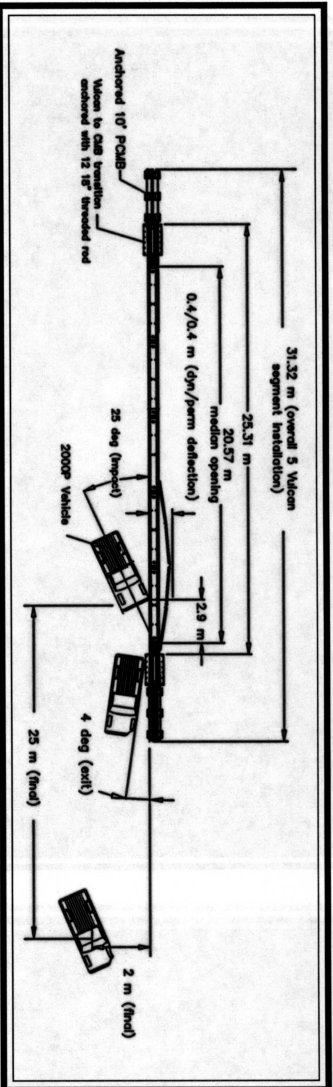 31.32 m (overall 5 Vulcan
segment installation)
25.31 m
20.57 m
median opening
0.4/0.4 m (dyn/perm deflection)
Anchored 10' PCMB
Vulcan to CMB transition
anchored with 12 18" threaded rod
25 deg (impact)
2000P Vehicle
2.9 m
4 deg (exit)
25 m (final)
2 m (final)